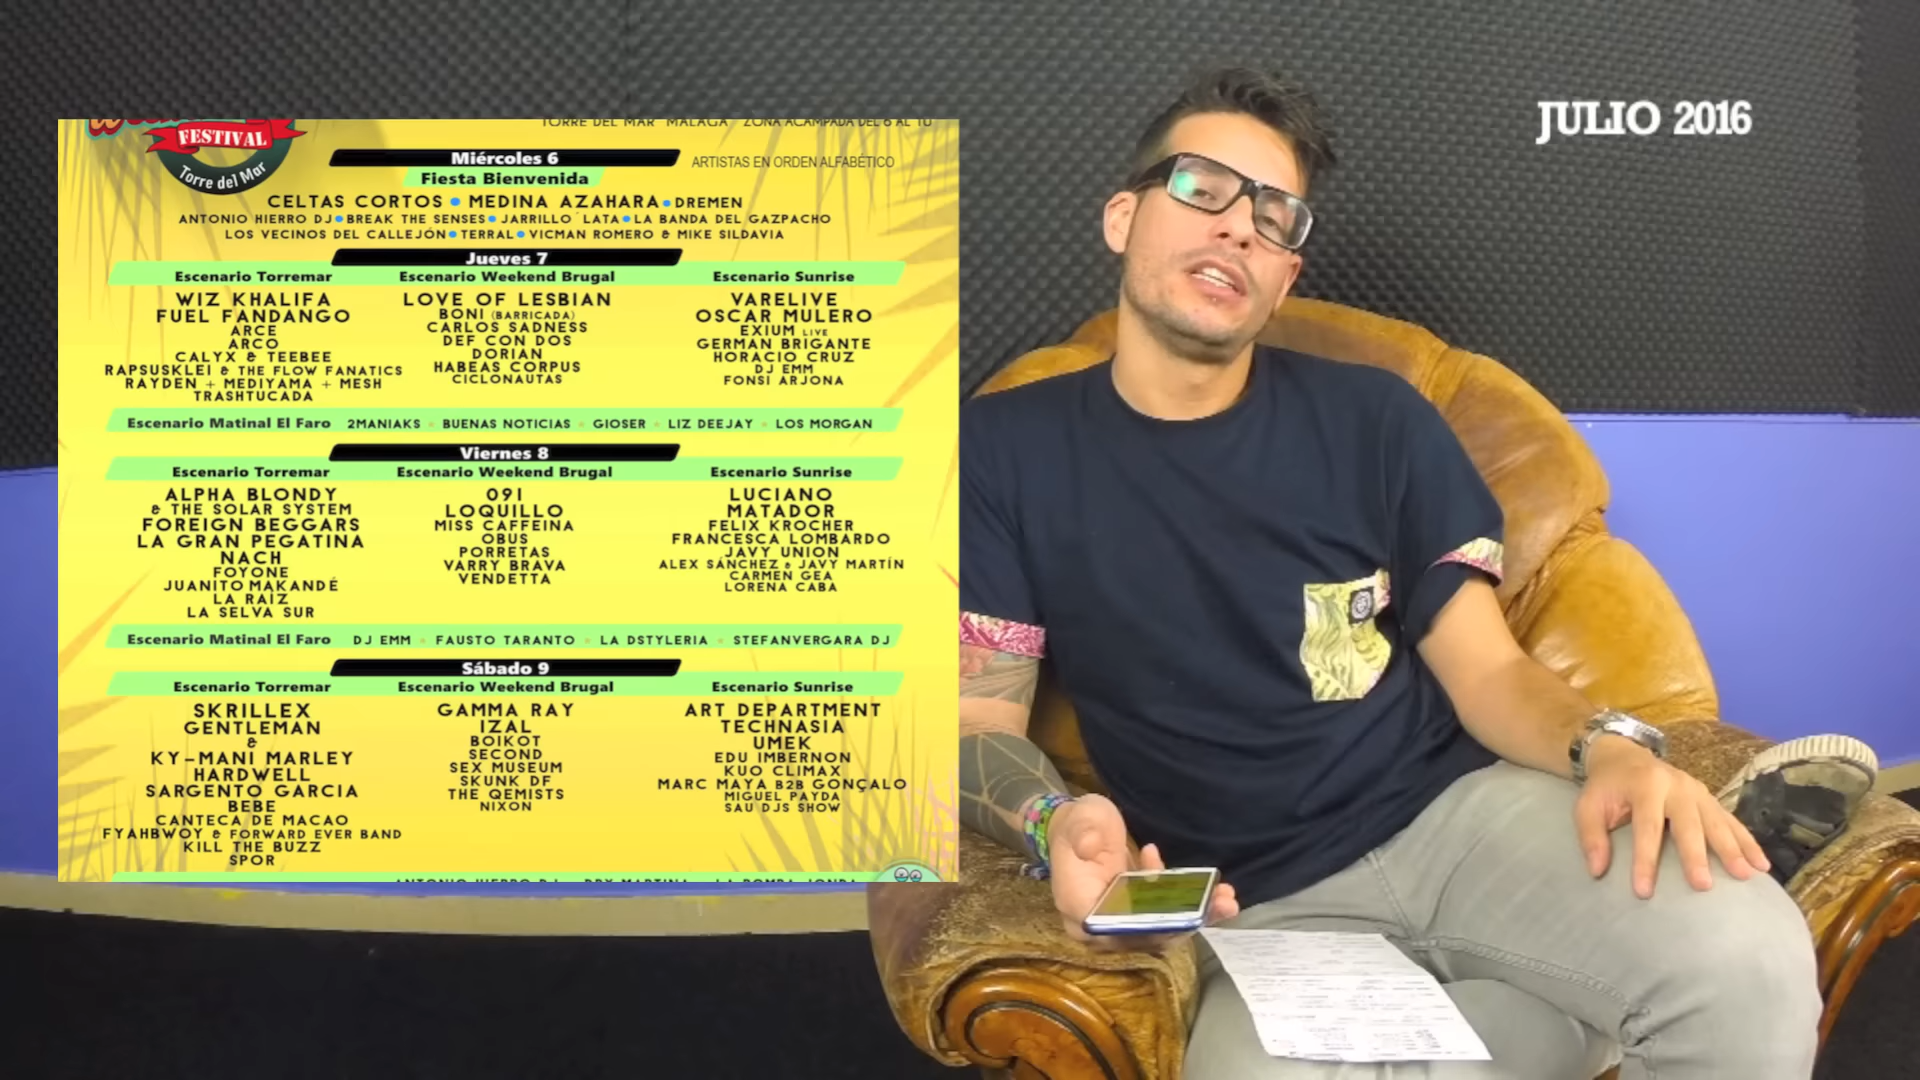 JULIO 2016
FESTIVAL
Torre del Mar
TORRE DEL MAR MÁLAGA ZONA ACAMPADA DEL 6 AL 10
Miércoles 6
ARTISTAS EN ORDEN ALFABÉTICO
Fiesta Bienvenida
CELTAS CORTOS • MEDINA AZAHARA • DREMEN
ANTONIO HIERRO DJ • BREAK THE SENSES • JARRILLO´LATA • LA BANDA DEL GAZPACHO
LOS VECINOS DEL CALLEJÓN • TERRAL • VICMAN ROMERO & MIKE SILDAVIA
Jueves 7
Escenario Torremar
WIZ KHALIFA
FUEL FANDANGO
ARCE
ARCO
CALYX & TEEBEE
RAPSUSKLEI & THE FLOW FANATICS
RAYDEN + MEDIYAMA + MESH
TRASHTUCADA
Escenario Weekend Brugal
LOVE OF LESBIAN
BONI (BARRICADA)
CARLOS SADNESS
DEF CON DOS
DORIAN
HABEAS CORPUS
CICLONAUTAS
Escenario Sunrise
VARELIVE
OSCAR MULERO
EXIUM LIVE
GERMAN BRIGANTE
HORACIO CRUZ
DJ EMM
FONSI ARJONA
Escenario Matinal El Faro 2MANIAKS • BUENAS NOTICIAS • GIOSER • LIZ DEEJAY • LOS MORGAN
Viernes 8
Escenario Torremar
ALPHA BLONDY
& THE SOLAR SYSTEM
FOREIGN BEGGARS
LA GRAN PEGATINA
NACH
FOYONE
JUANITO MAKANDÉ
LA RAÍZ
LA SELVA SUR
Escenario Weekend Brugal
091
LOQUILLO
MISS CAFFEINA
OBUS
PORRETAS
VARRY BRAVA
VENDETTA
Escenario Sunrise
LUCIANO
MATADOR
FELIX KROCHER
FRANCESCA LOMBARDO
JAVY UNION
ALEX SÁNCHEZ & JAVY MARTÍN
CARMEN GEA
LORENA CABA
Escenario Matinal El Faro DJ EMM • FAUSTO TARANTO • LA DSTYLERIA • STEFANVERGARA DJ
Sábado 9
Escenario Torremar
SKRILLEX
GENTLEMAN
&
KY-MANI MARLEY
HARDWELL
SARGENTO GARCIA
BEBE
CANTECA DE MACAO
FYAHBWOY & FORWARD EVER BAND
KILL THE BUZZ
SPOR
Escenario Weekend Brugal
GAMMA RAY
IZAL
BOIKOT
SECOND
SEX MUSEUM
SKUNK DF
THE QEMISTS
NIXON
Escenario Sunrise
ART DEPARTMENT
TECHNASIA
UMEK
EDU IMBERNON
KUO CLIMAX
MARC MAYA B2B GONÇALO
MIGUEL PAYDA
SAU DJS SHOW